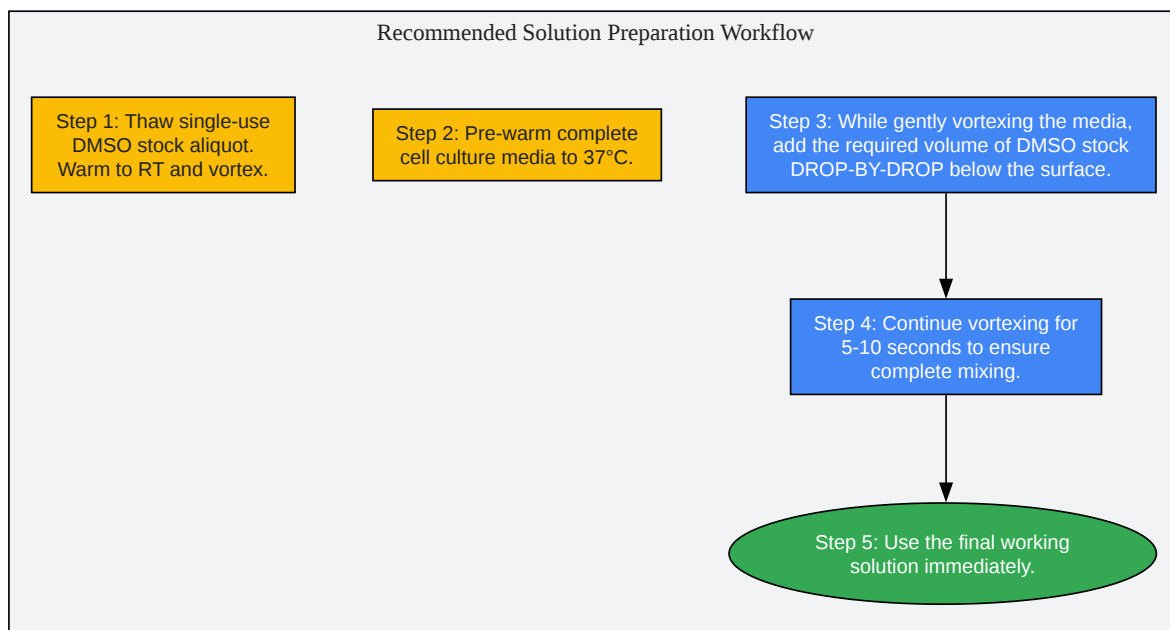 Recommended Solution Preparation Workflow
Step 1: Thaw single-use
DMSO stock aliquot.
Warm to RT and vortex.
Step 2: Pre-warm complete
cell culture media to 37°C.
Step 3: While gently vortexing the media,
add the required volume of DMSO stock
DROP-BY-DROP below the surface.
Step 4: Continue vortexing for
5-10 seconds to ensure
complete mixing.
Step 5: Use the final working
solution immediately.